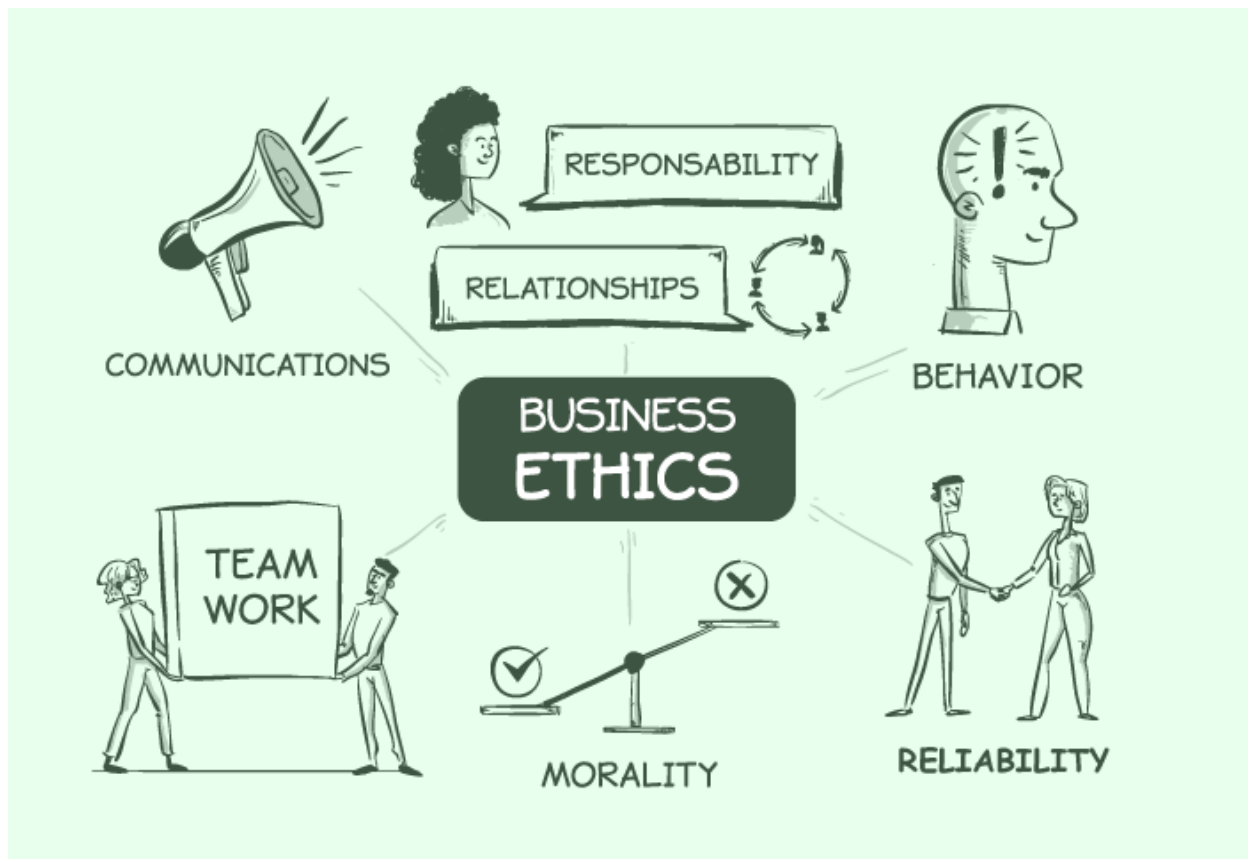 RESPONSABILITY
RELATIONSHIPS
COMMUNICATIONS
BEHAVIOR
BUSINESS
ETHICS
TEAM
WORK
MORALITY
RELIABILITY